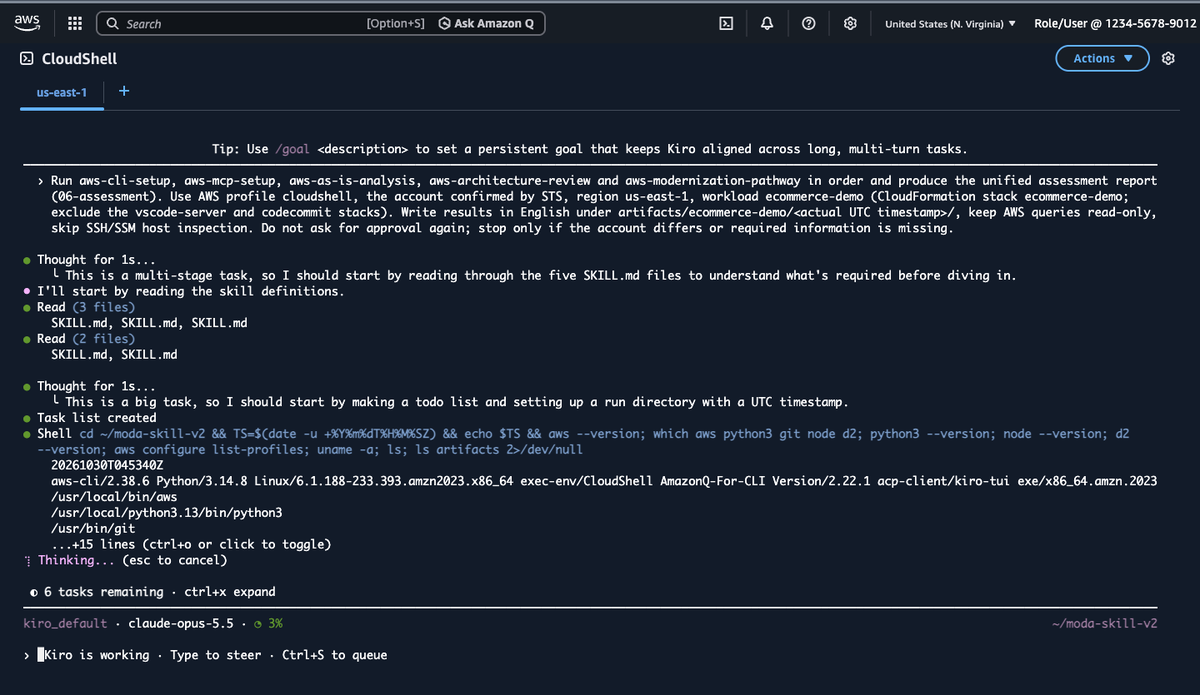 aws
Search [Option+S] Ask Amazon Q
United States (N. Virginia) ▼ Role/User @ 1234-5678-9012
CloudShell
Actions ▼
us-east-1 +
Tip: Use /goal <description> to set a persistent goal that keeps Kiro aligned across long, multi-turn tasks.
› Run aws-cli-setup, aws-mcp-setup, aws-as-is-analysis, aws-architecture-review and aws-modernization-pathway in order and produce the unified assessment report
(06-assessment). Use AWS profile cloudshell, the account confirmed by STS, region us-east-1, workload ecommerce-demo (CloudFormation stack ecommerce-demo;
exclude the vscode-server and codecommit stacks). Write results in English under artifacts/ecommerce-demo/<actual UTC timestamp>/, keep AWS queries read-only,
skip SSH/SSM host inspection. Do not ask for approval again; stop only if the account differs or required information is missing.
● Thought for 1s...
└ This is a multi-stage task, so I should start by reading through the five SKILL.md files to understand what's required before diving in.
● I'll start by reading the skill definitions.
● Read (3 files)
SKILL.md, SKILL.md, SKILL.md
● Read (2 files)
SKILL.md, SKILL.md
● Thought for 1s...
└ This is a big task, so I should start by making a todo list and setting up a run directory with a UTC timestamp.
● Task list created
● Shell cd ~/moda-skill-v2 && TS=$(date -u +%Y%m%dT%H%M%SZ) && echo $TS && aws --version; which aws python3 git node d2; python3 --version; node --version; d2
--version; aws configure list-profiles; uname -a; ls; ls artifacts 2>/dev/null
20261030T045340Z
aws-cli/2.38.6 Python/3.14.8 Linux/6.1.188-233.393.amzn2023.x86_64 exec-env/CloudShell AmazonQ-For-CLI Version/2.22.1 acp-client/kiro-tui exe/x86_64.amzn.2023
/usr/local/bin/aws
/usr/local/python3.13/bin/python3
/usr/bin/git
...+15 lines (ctrl+o or click to toggle)
Thinking... (esc to cancel)
◐ 6 tasks remaining · ctrl+x expand
kiro_default · claude-opus-5.5 · ◔ 3% ~/moda-skill-v2
› Kiro is working · Type to steer · Ctrl+S to queue